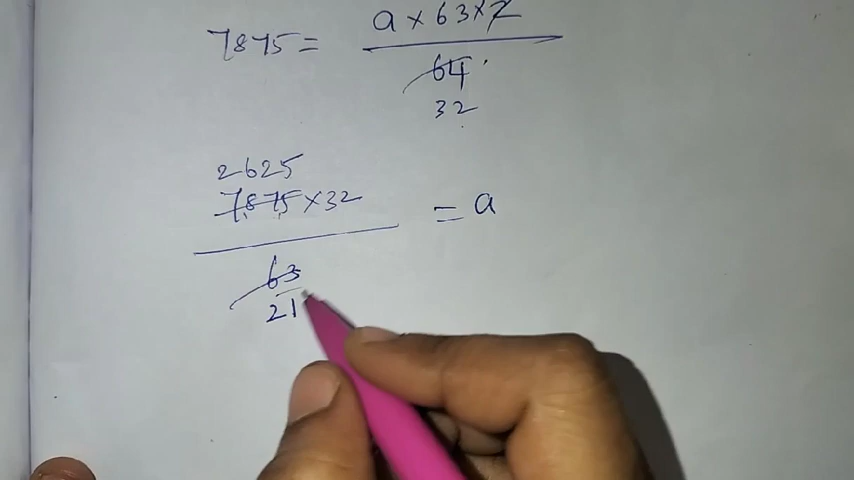 a × 63 × 2
7875 =
64
32
2625
7875 × 32
= a
63
21